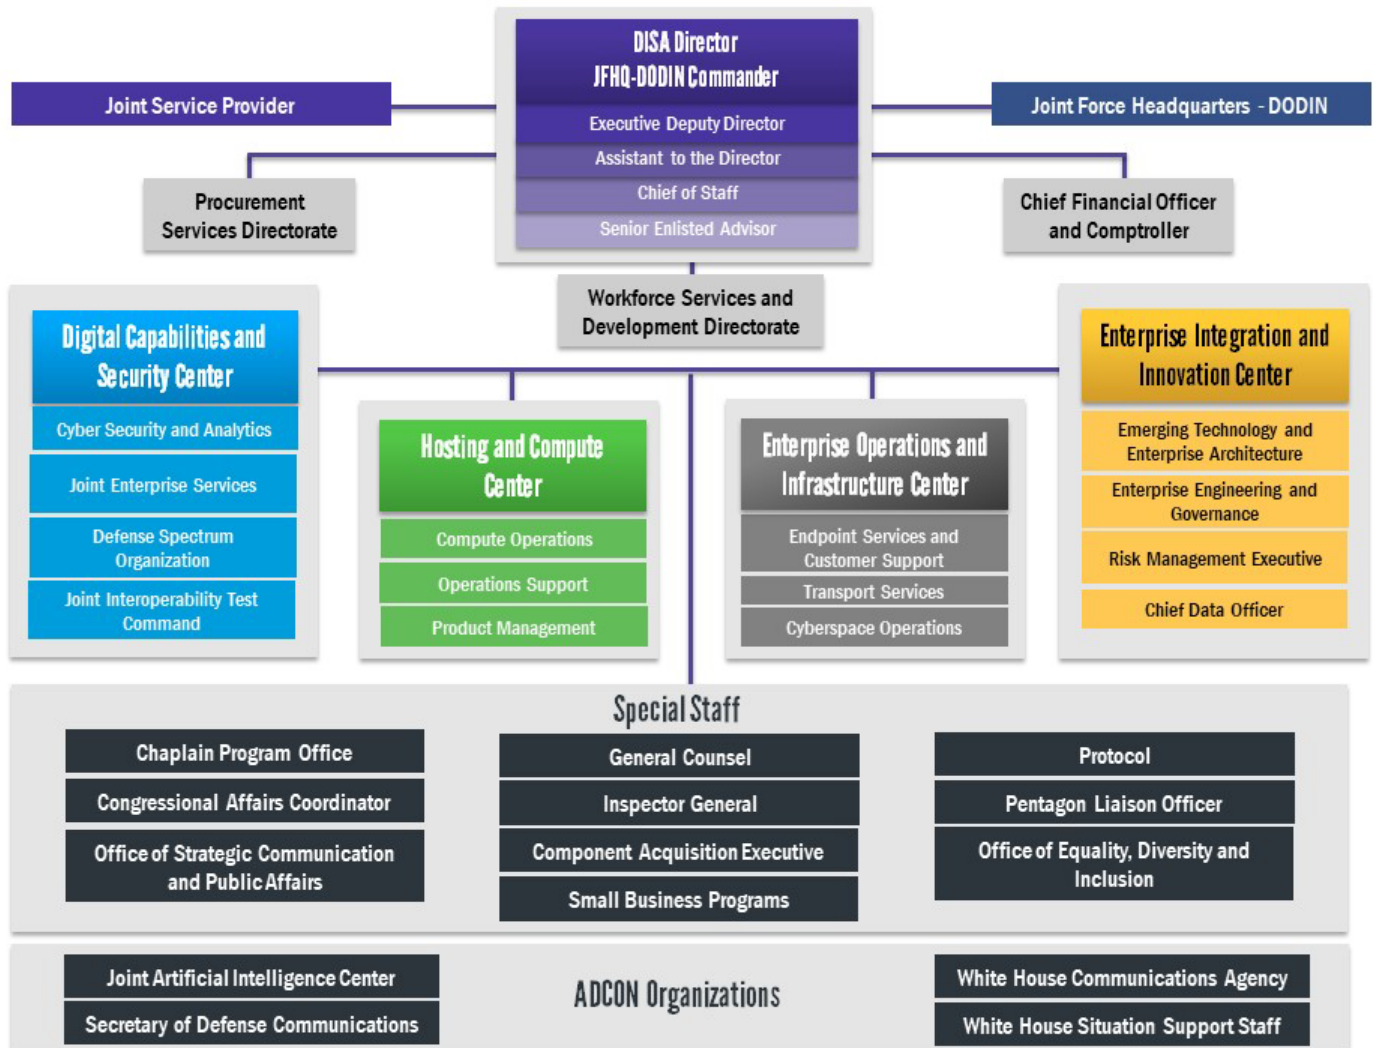 DISA Director
JFHQ-DODIN Commander
Executive Deputy Director
Assistant to the Director
Chief of Staff
Senior Enlisted Advisor
Joint Service Provider
Joint Force Headquarters - DODIN
Procurement
Services Directorate
Chief Financial Officer
and Comptroller
Workforce Services and
Development Directorate
Digital Capabilities and
Security Center
Cyber Security and Analytics
Joint Enterprise Services
Defense Spectrum
Organization
Joint Interoperability Test
Command
Hosting and Compute
Center
Compute Operations
Operations Support
Product Management
Enterprise Operations and
Infrastructure Center
Endpoint Services and
Customer Support
Transport Services
Cyberspace Operations
Enterprise Integration and
Innovation Center
Emerging Technology and
Enterprise Architecture
Enterprise Engineering and
Governance
Risk Management Executive
Chief Data Officer
Special Staff
Chaplain Program Office
Congressional Affairs Coordinator
Office of Strategic Communication
and Public Affairs
General Counsel
Inspector General
Component Acquisition Executive
Small Business Programs
Protocol
Pentagon Liaison Officer
Office of Equality, Diversity and
Inclusion
ADCON Organizations
Joint Artificial Intelligence Center
Secretary of Defense Communications
White House Communications Agency
White House Situation Support Staff